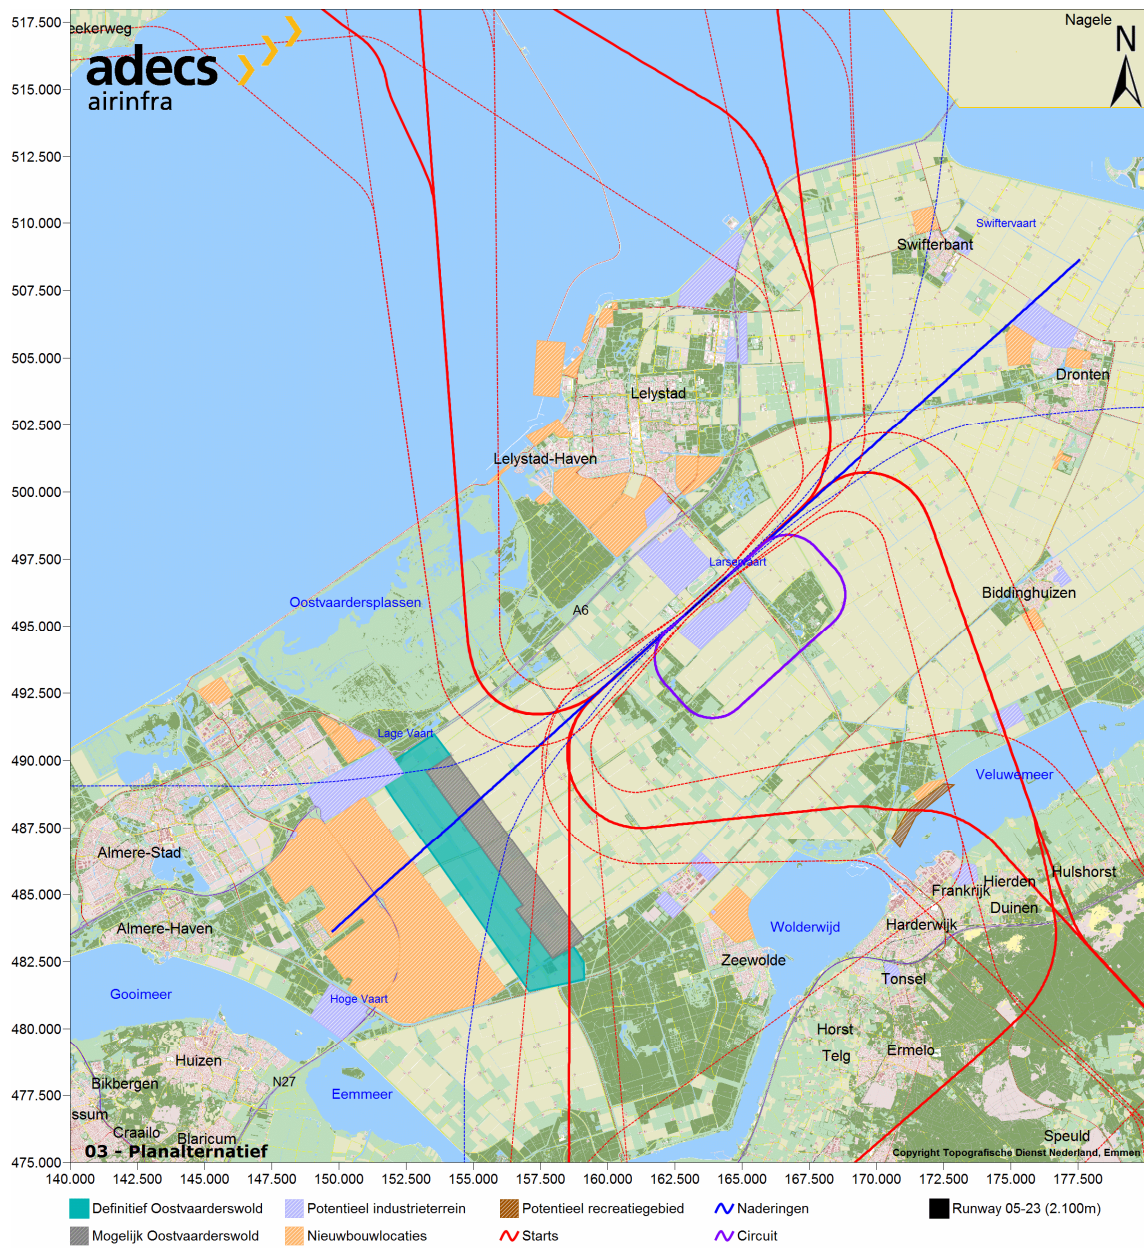 517.500
515.000
512.500
510.000
507.500
505.000
502.500
500.000
497.500
495.000
492.500
490.000
487.500
485.000
482.500
480.000
477.500
475.000
eekerweg
adecs
airinfra
Nagele
N
Swiftervaart
Swifterbant
Dronten
Lelystad
Lelystad-Haven
Larservaart
Biddinghuizen
Oostvaardersplassen
A6
Lage Vaart
Veluwemeer
Almere-Stad
Hulshorst
Hierden
Frankrijk
Duinen
Almere-Haven
Harderwijk
Wolderwijd
Zeewolde
Tonsel
Gooimeer
Hoge Vaart
Horst
Telg
Ermelo
Huizen
N27
Bikbergen
Eemmeer
ssum
Craailo
Blaricum
Speuld
03 - Planalternatief
Copyright Topografische Dienst Nederland, Emmen
140.000 142.500 145.000 147.500 150.000 152.500 155.000 157.500 160.000 162.500 165.000 167.500 170.000 172.500 175.000 177.500
Definitief Oostvaarderswold Potentieel industrieterrein Potentieel recreatiegebied Naderingen Runway 05-23 (2.100m)
Mogelijk Oostvaarderswold Nieuwbouwlocaties Starts Circuit